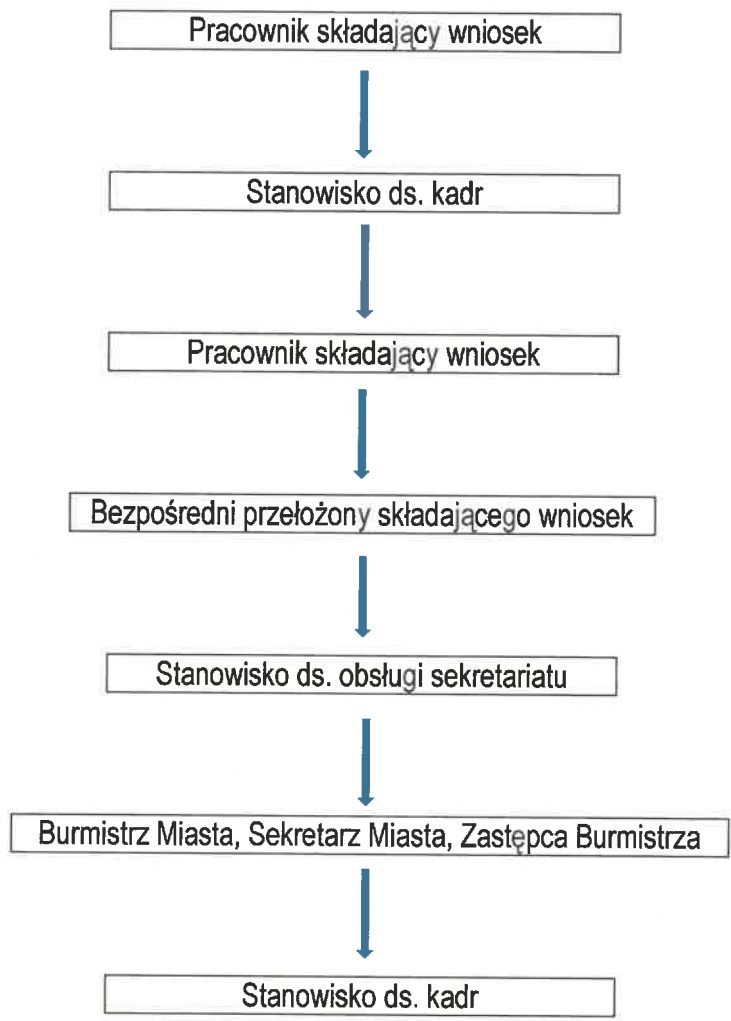 Pracownik składający wniosek
Stanowisko ds. kadr
Pracownik składający wniosek
Bezpośredni przełożony składającego wniosek
Stanowisko ds. obsługi sekretariatu
Burmistrz Miasta, Sekretarz Miasta, Zastępca Burmistrza
Stanowisko ds. kadr